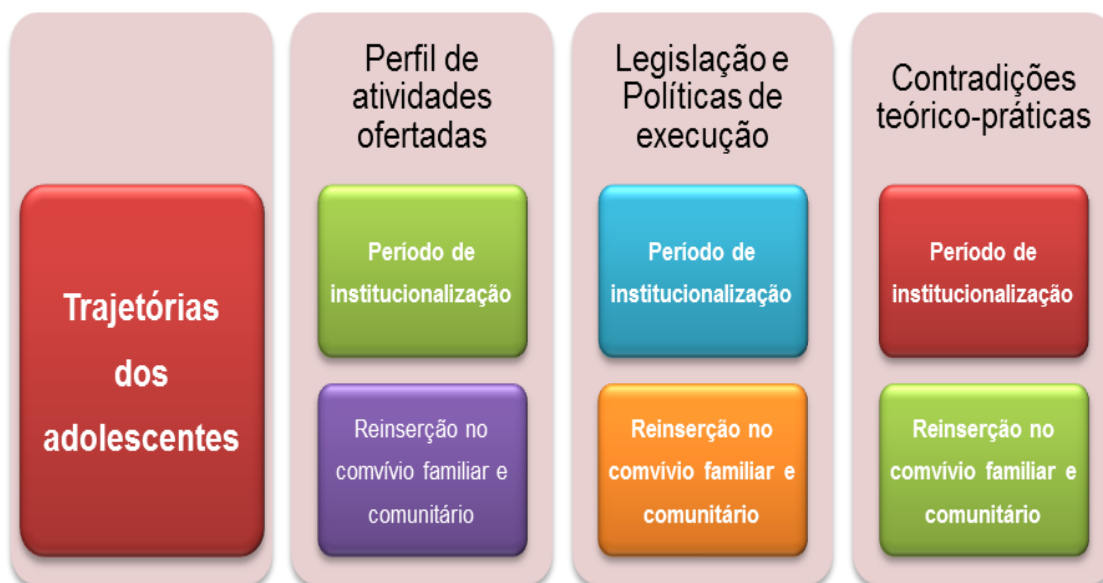 Trajetórias
dos
adolescentes
Perfil de
atividades
ofertadas
Período de
institucionalização
Reinserção no
comvívio familiar e
comunitário
Legislação e
Políticas de
execução
Período de
institucionalização
Reinserção no
comvívio familiar e
comunitário
Contradições
teórico-práticas
Período de
institucionalização
Reinserção no
comvívio familiar e
comunitário